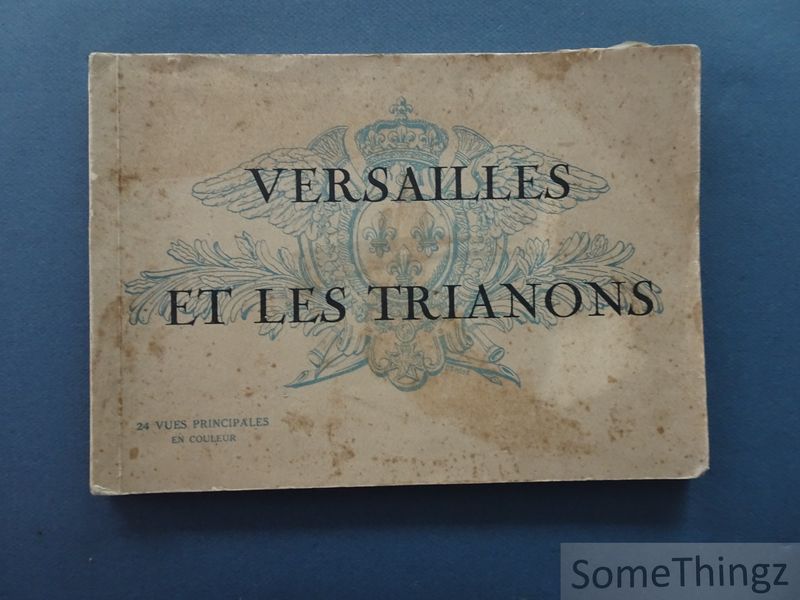 VERSAILLES
ET LES TRIANONS
24 VUES PRINCIPALES
EN COULEUR
SomeThingz